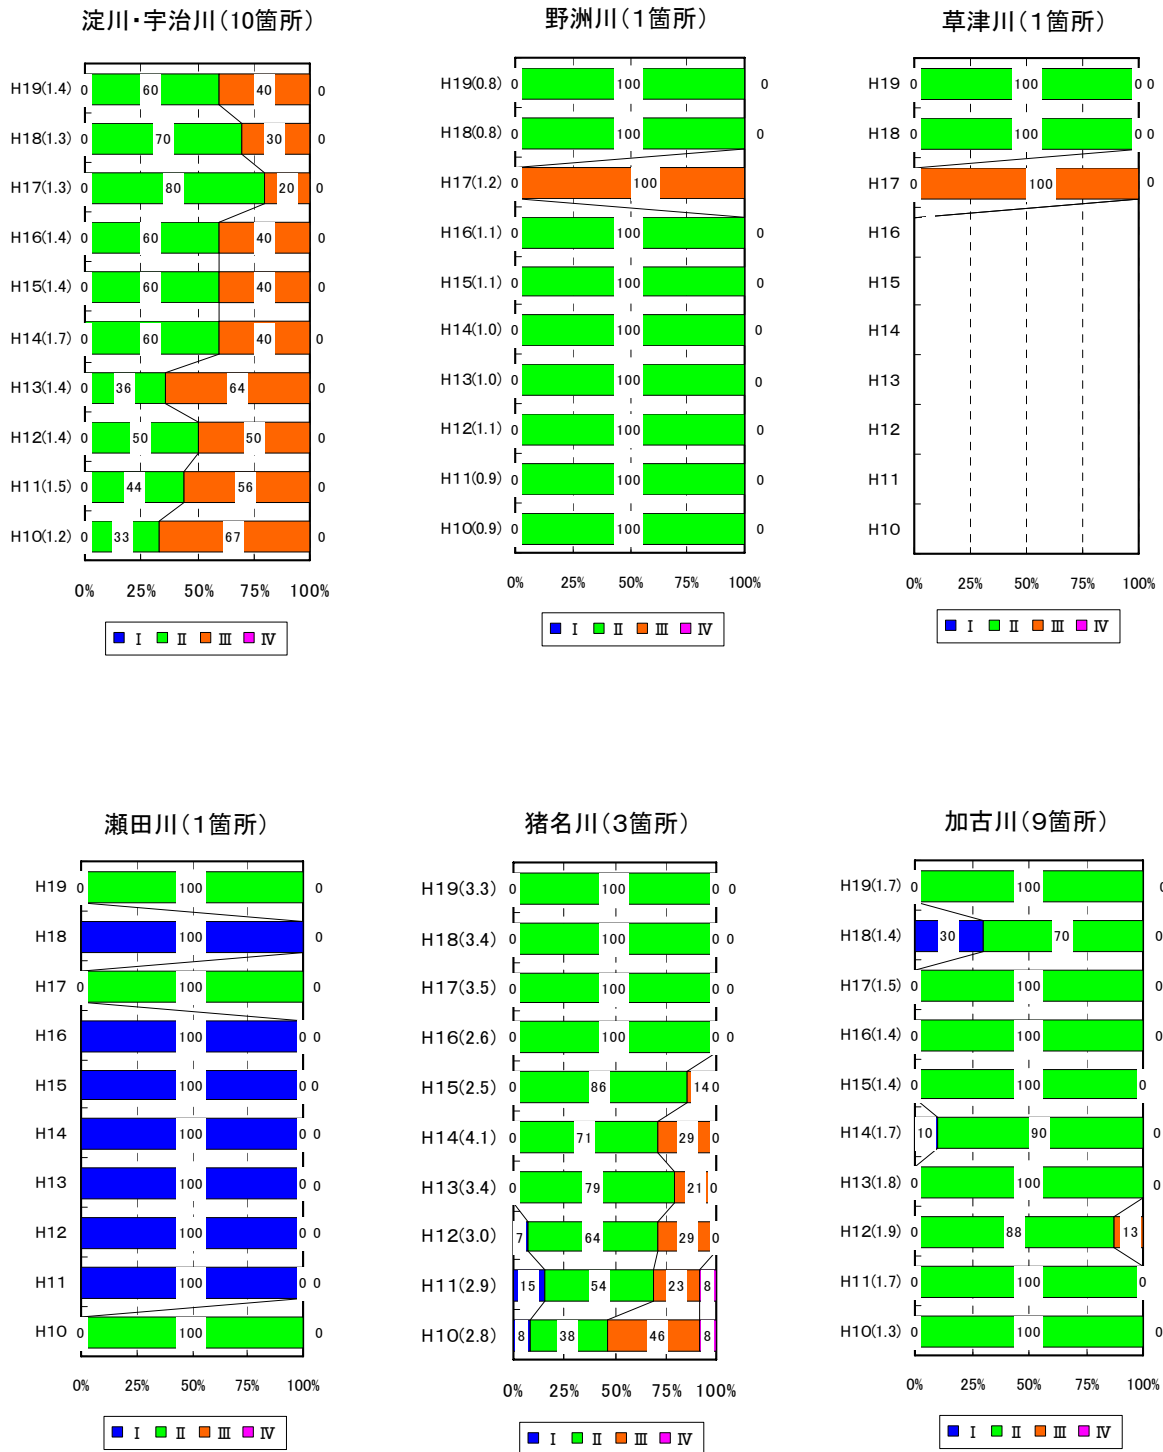 淀川・宇治川(10箇所)
H19(1.4) 0 60 40 0
H18(1.3) 0 70 30 0
H17(1.3) 0 80 20 0
H16(1.4) 0 60 40 0
H15(1.4) 0 60 40 0
H14(1.7) 0 60 40 0
H13(1.4) 0 36 64 0
H12(1.4) 0 50 50 0
H11(1.5) 0 44 56 0
H10(1.2) 0 33 67 0
0% 25% 50% 75% 100%
Ⅰ Ⅱ Ⅲ Ⅳ
野洲川(1箇所)
H19(0.8) 0 100 0
H18(0.8) 0 100 0
H17(1.2) 0 100 0
H16(1.1) 0 100 0
H15(1.1) 0 100 0
H14(1.0) 0 100 0
H13(1.0) 0 100 0
H12(1.1) 0 100 0
H11(0.9) 0 100 0
H10(0.9) 0 100 0
0% 25% 50% 75% 100%
Ⅰ Ⅱ Ⅲ Ⅳ
草津川(1箇所)
H19 0 100 0 0
H18 0 100 0 0
H17 0 100 0
H16
H15
H14
H13
H12
H11
H10
0% 25% 50% 75% 100%
Ⅰ Ⅱ Ⅲ Ⅳ
瀬田川(1箇所)
H19 0 100 0
H18 100 0
H17 0 100 0
H16 100 0 0
H15 100 0 0
H14 100 0 0
H13 100 0 0
H12 100 0 0
H11 100 0 0
H10 0 100 0
0% 25% 50% 75% 100%
Ⅰ Ⅱ Ⅲ Ⅳ
猪名川(3箇所)
H19(3.3) 0 100 0 0
H18(3.4) 0 100 0 0
H17(3.5) 0 100 0 0
H16(2.6) 0 100 0 0
H15(2.5) 0 86 14 0
H14(4.1) 0 71 29 0
H13(3.4) 0 79 21 0
H12(3.0) 7 64 29 0
H11(2.9) 15 54 23 8
H10(2.8) 8 38 46 8
0% 25% 50% 75% 100%
Ⅰ Ⅱ Ⅲ Ⅳ
加古川(9箇所)
H19(1.7) 0 100 0
H18(1.4) 30 70 0
H17(1.5) 0 100 0
H16(1.4) 0 100 0
H15(1.4) 0 100 0
H14(1.7) 10 90 0
H13(1.8) 0 100 0
H12(1.9) 0 88 13
H11(1.7) 0 100 0
H10(1.3) 0 100 0
0% 25% 50% 75% 100%
Ⅰ Ⅱ Ⅲ Ⅳ